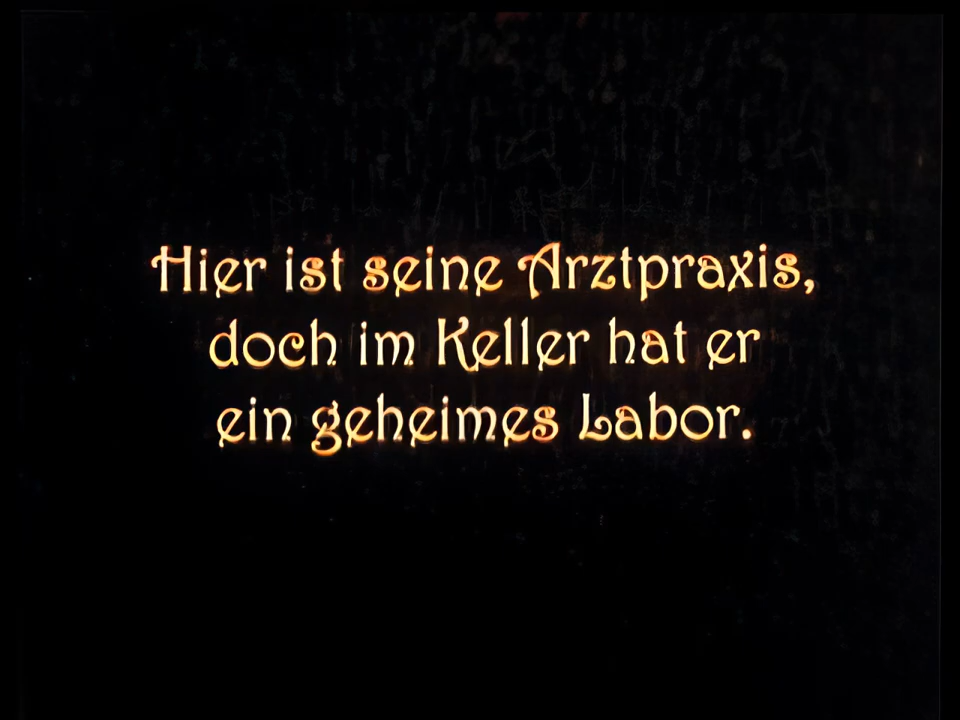 Hier ist seine Arztpraxis,
doch im Keller hat er
ein geheimes Labor.